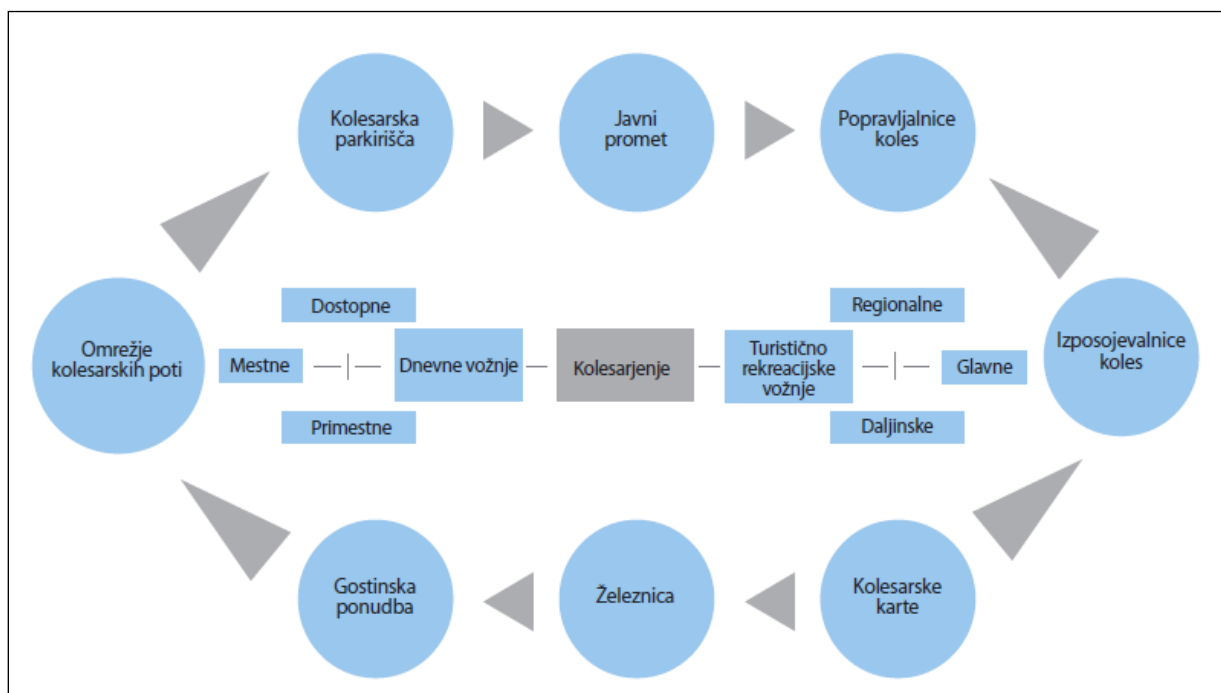 Kolesarska
parkirišča
Javni
promet
Popravljalnice
koles
Omrežje
kolesarskih poti
Dostopne
Mestne
Primestne
Dnevne vožnje
Kolesarjenje
Turistično
rekreacijske
vožnje
Regionalne
Glavne
Daljinske
Izposojevalnice
koles
Gostinska
ponudba
Železnica
Kolesarske
karte